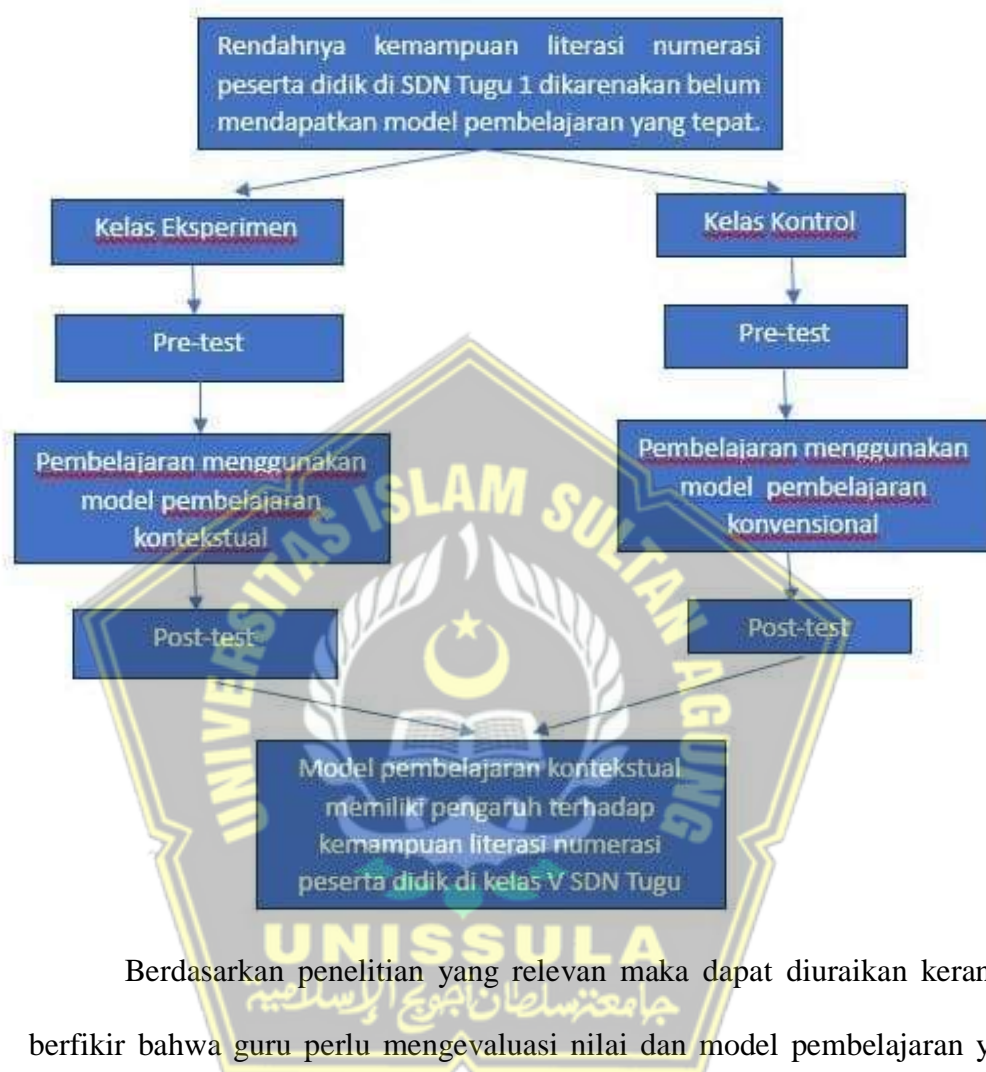 Rendahnya kemampuan literasi numerasi
peserta didik di SDN Tugu 1 dikarenakan belum
mendapatkan model pembelajaran yang tepat.
Kelas Eksperimen
Kelas Kontrol
Pre-test
Pre-test
Pembelajaran menggunakan
model pembelajaran
kontekstual
Pembelajaran menggunakan
model pembelajaran
konvensional
Post-test
Post-test
Model pembelajaran kontekstual
memiliki pengaruh terhadap
kemampuan literasi numerasi
peserta didik di kelas V SDN Tugu
UNIVERSITAS ISLAM SULTAN AGUNG
UNISSULA
جامعة سلطان أجونج الإسلامية
Berdasarkan penelitian yang relevan maka dapat diuraikan keran
berfikir bahwa guru perlu mengevaluasi nilai dan model pembelajaran y